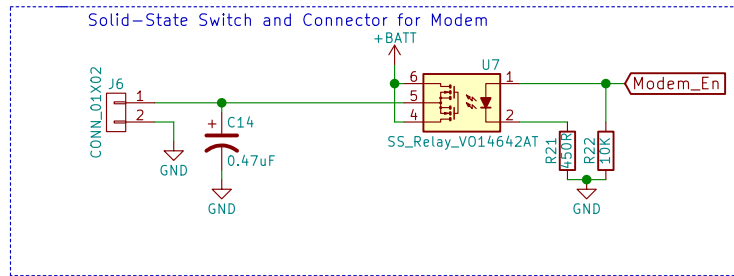 Solid-State Switch and Connector for Modem
+BATT
J6
U7
CONN_01X02
1
2
6
5
4
1
2
Modem_En
+
C14
0.47uF
SS_Relay_VO14642AT
R21
450R
R22
10K
GND
GND
GND